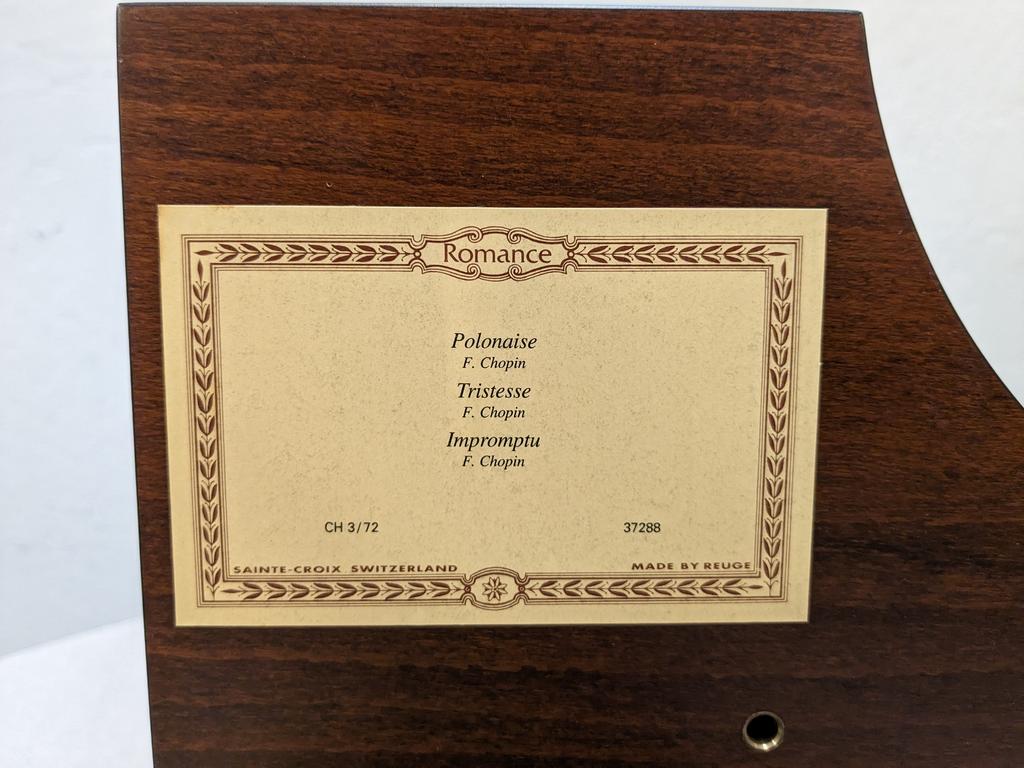 Romance
Polonaise
F. Chopin
Tristesse
F. Chopin
Impromptu
F. Chopin
CH 3/72 37288
SAINTE-CROIX SWITZERLAND MADE BY REUGE